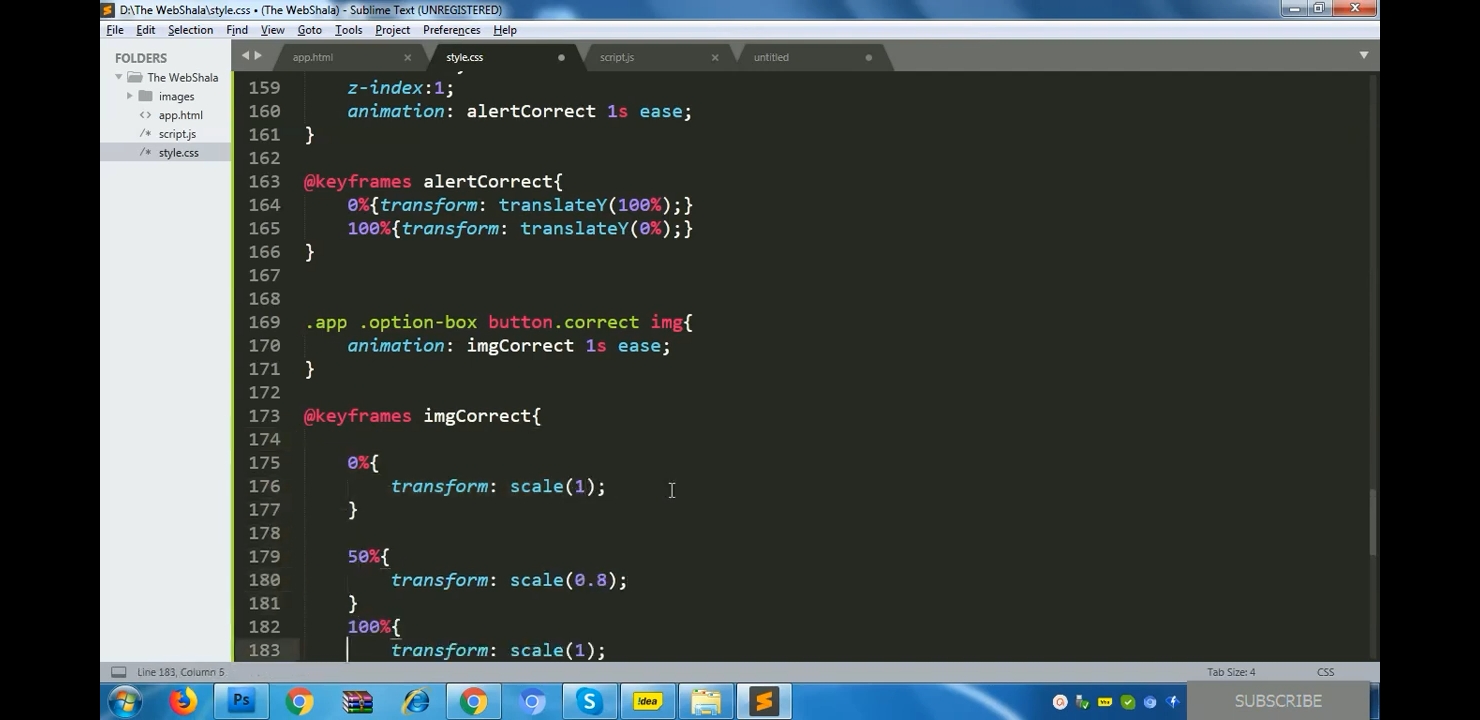 D:\The WebShala\style.css • (The WebShala) - Sublime Text (UNREGISTERED)
File Edit Selection Find View Goto Tools Project Preferences Help
FOLDERS
The WebShala
images
<> app.html
/* script.js
/* style.css
app.html × style.css script.js × untitled
159 z-index:1;
160 animation: alertCorrect 1s ease;
161 }
162
163 @keyframes alertCorrect{
164 0%{transform: translateY(100%);}
165 100%{transform: translateY(0%);}
166 }
167
168
169 .app .option-box button.correct img{
170 animation: imgCorrect 1s ease;
171 }
172
173 @keyframes imgCorrect{
174
175 0%{
176 transform: scale(1);
177 }
178
179 50%{
180 transform: scale(0.8);
181 }
182 100%{
183 transform: scale(1);
Line 183, Column 5 Tab Size: 4 CSS
Ps S !dea SUBSCRIBE